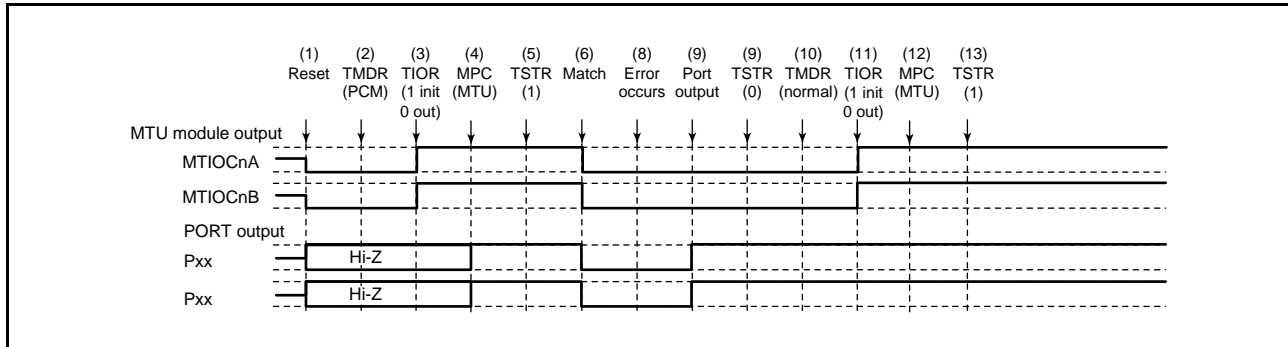 (1) (2) (3) (4) (5) (6) (8) (9) (9) (10) (11) (12) (13)
Reset TMDR TIOR MPC TSTR Match Error Port TSTR TMDR TIOR MPC TSTR
(PCM) (1 init (MTU) (1) occurs output (0) (normal) (1 init (MTU) (1)
0 out) 0 out)
MTU module output
MTIOCnA
MTIOCnB
PORT output
Pxx Hi-Z
Pxx Hi-Z